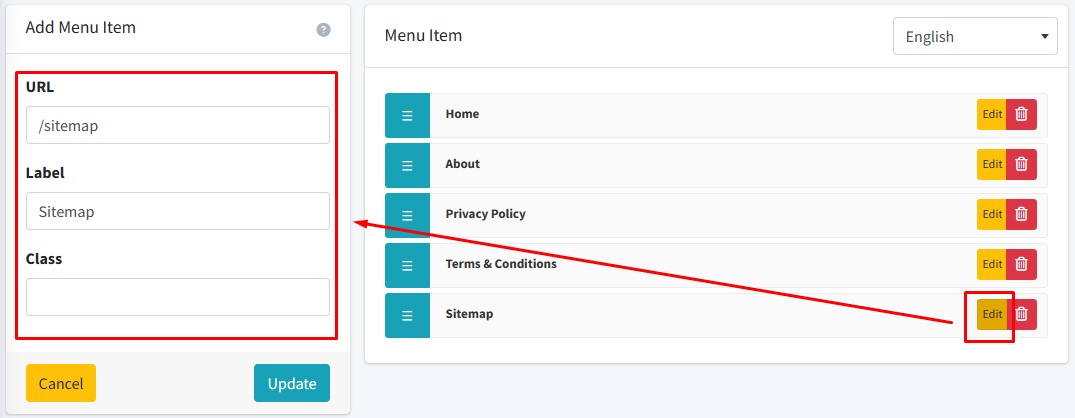 Add Menu Item
?
URL
/sitemap
Label
Sitemap
Class
Cancel
Update
Menu Item
English
Home
Edit
About
Edit
Privacy Policy
Edit
Terms & Conditions
Edit
Sitemap
Edit